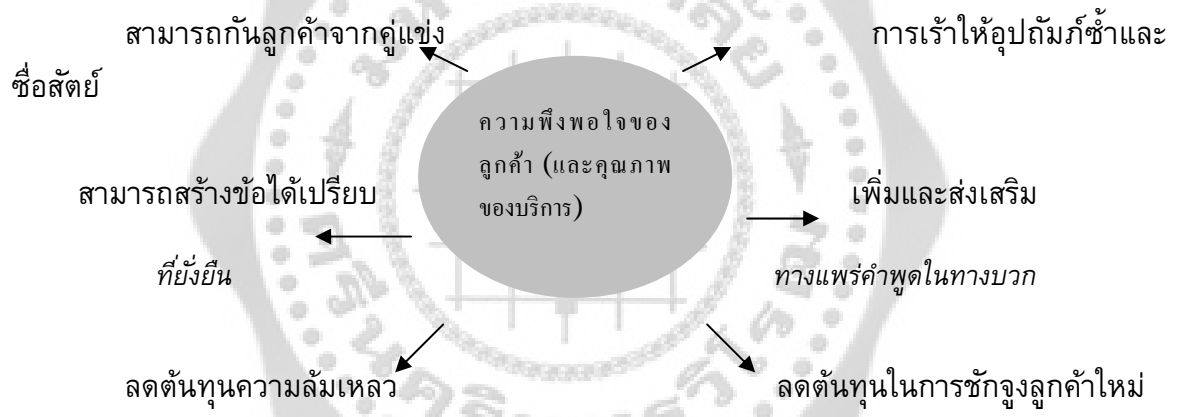 สามารถกันลูกค้าจากคู่แข่ง การเร้าให้อุปถัมภ์ซ้ำและ
ซื่อสัตย์
ความพึงพอใจของ
ลูกค้า (และคุณภาพ
ของบริการ)
สามารถสร้างข้อได้เปรียบ เพิ่มและส่งเสริม
ที่ยั่งยืน ทางแพร่คำพูดในทางบวก
ลดต้นทุนความล้มเหลว ลดต้นทุนในการชักจูงลูกค้าใหม่